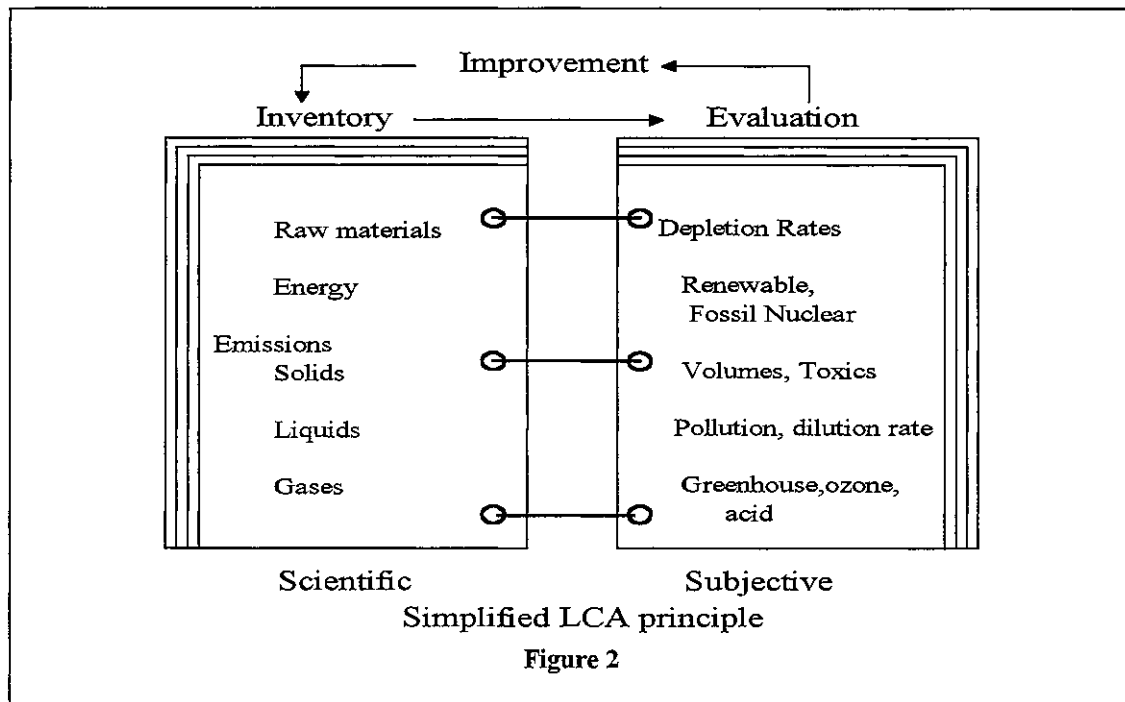 Improvement
Inventory
Evaluation
Raw materials
Energy
Emissions
Solids
Liquids
Gases
Depletion Rates
Renewable,
Fossil Nuclear
Volumes, Toxics
Pollution, dilution rate
Greenhouse,ozone,
acid
Scientific
Subjective
Simplified LCA principle
Figure 2